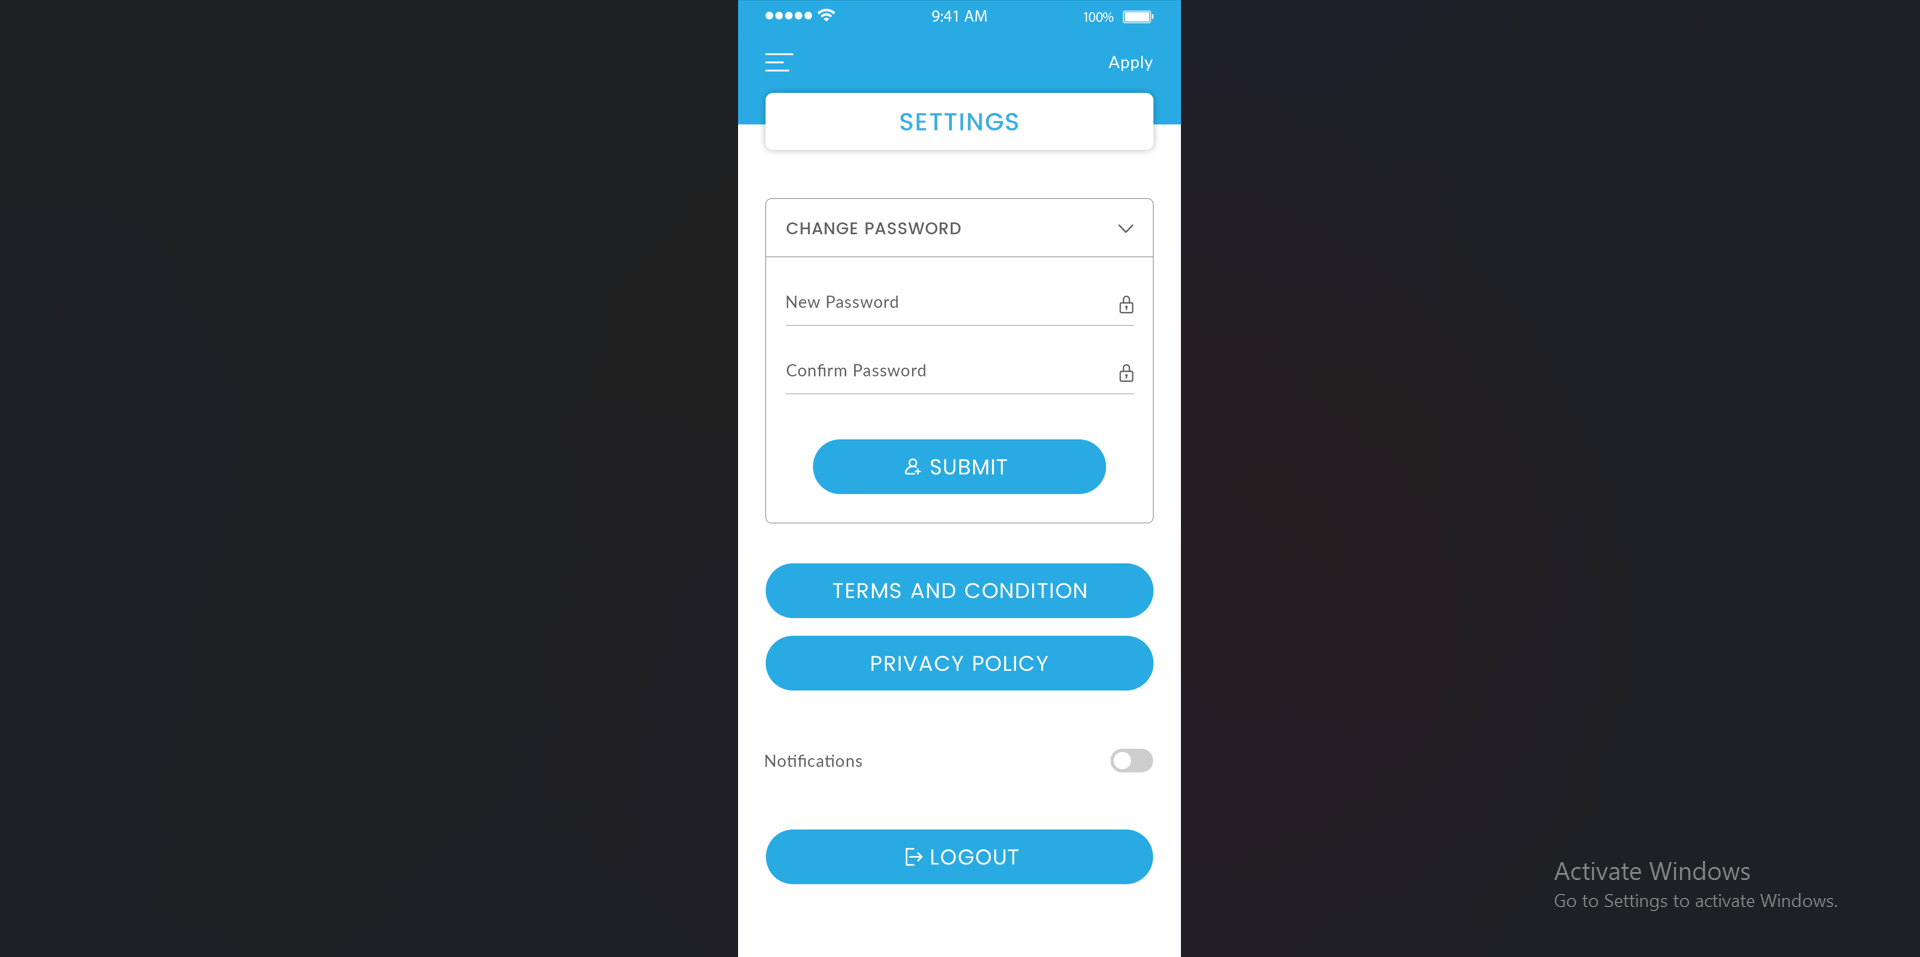 9:41 AM 100%
Apply
SETTINGS
CHANGE PASSWORD
New Password
Confirm Password
SUBMIT
TERMS AND CONDITION
PRIVACY POLICY
Notifications
LOGOUT
Activate Windows
Go to Settings to activate Windows.